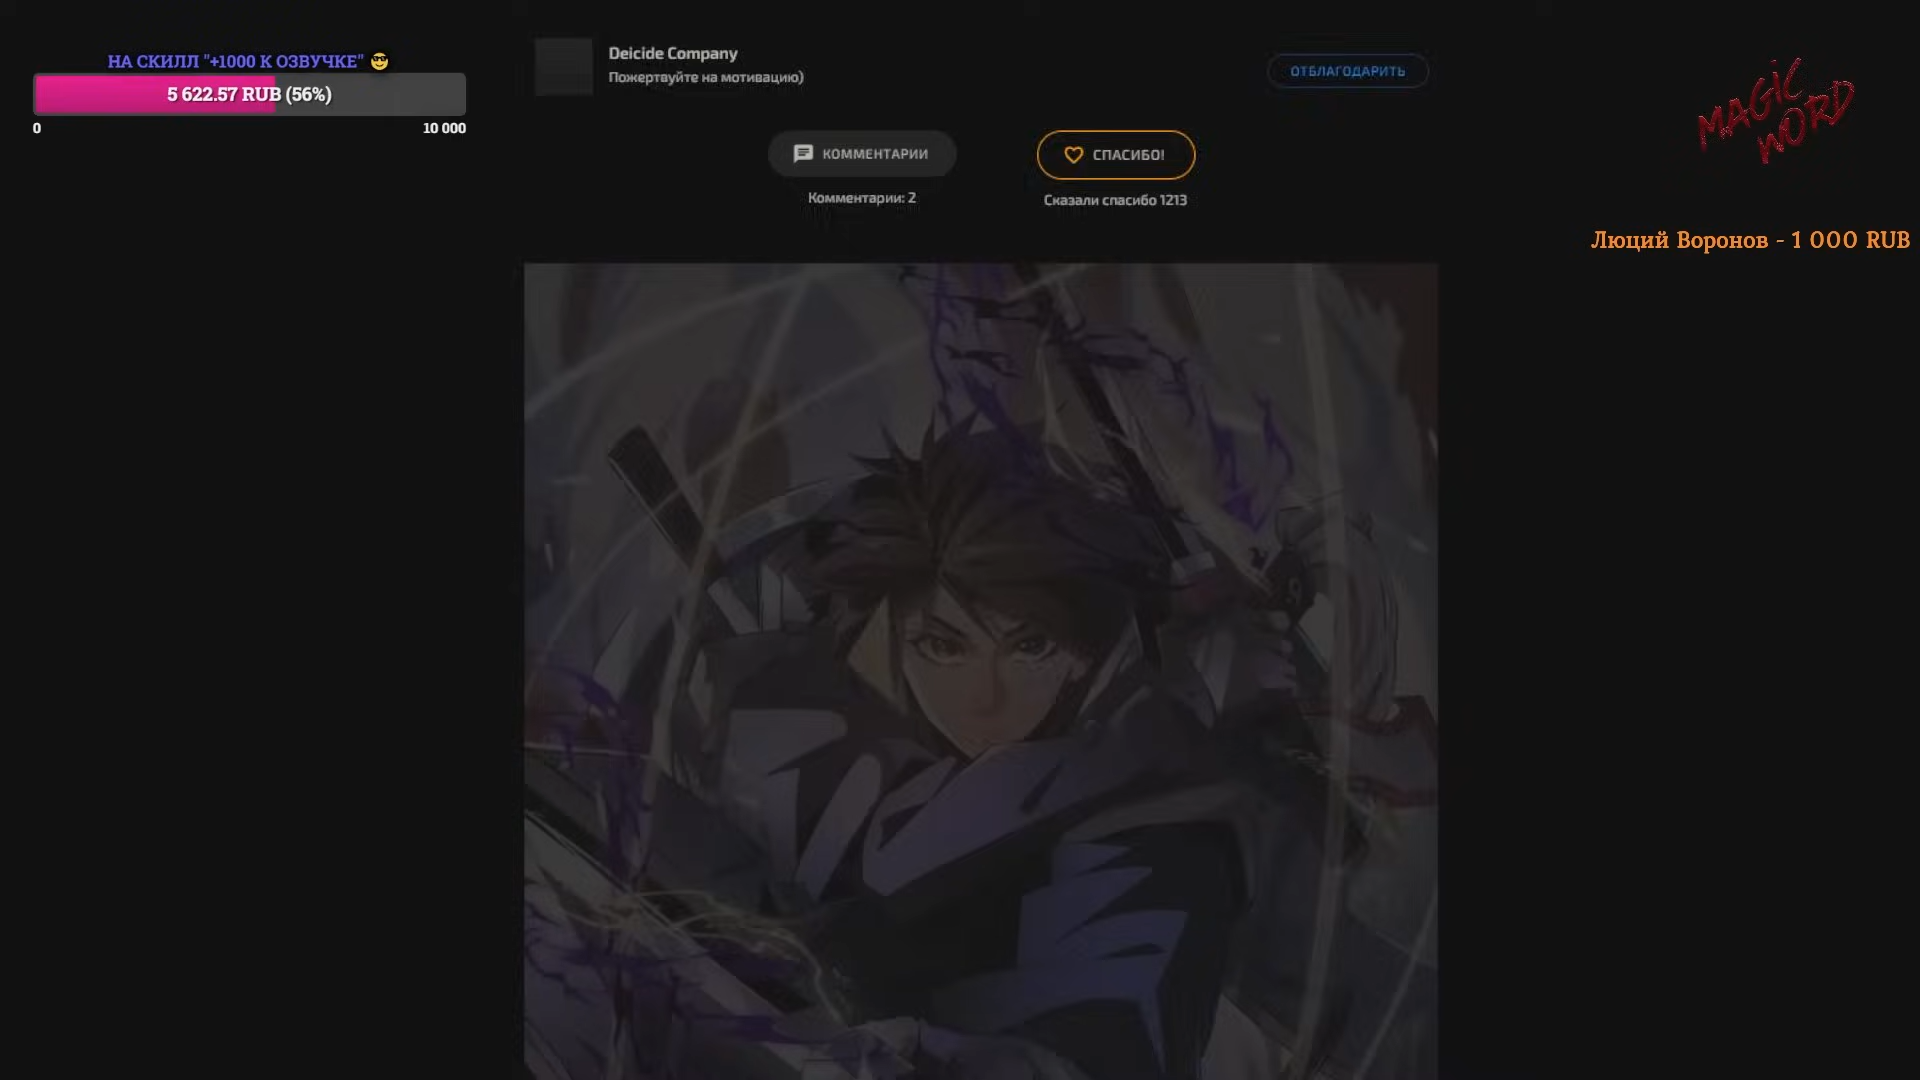 НА СКИЛЛ "+1000 К ОЗВУЧКЕ" 😎
5 622.57 RUB (56%)
0
10 000
Deicide Company
Пожертвуйте на мотивацию)
ОТБЛАГОДАРИТЬ
КОММЕНТАРИИ
СПАСИБО!
Комментарии: 2
Сказали спасибо 1213
MAGIC
WORD
Люций Воронов - 1 000 RUB